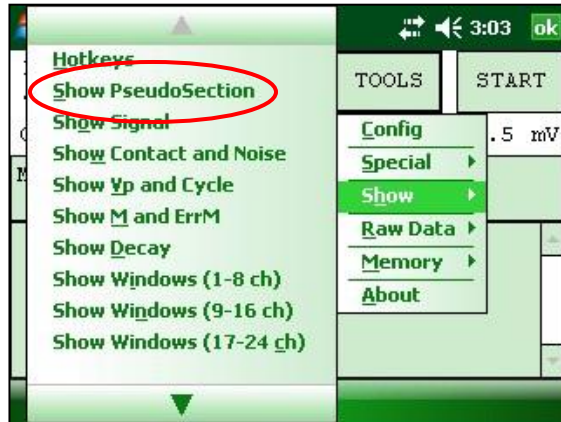 3:03 ok
Hotkeys
Show PseudoSection
Show Signal
Show Contact and Noise
Show Vp and Cycle
Show M and ErrM
Show Decay
Show Windows (1-8 ch)
Show Windows (9-16 ch)
Show Windows (17-24 ch)
TOOLS
START
.5 mV
Config
Special
Show
Raw Data
Memory
About